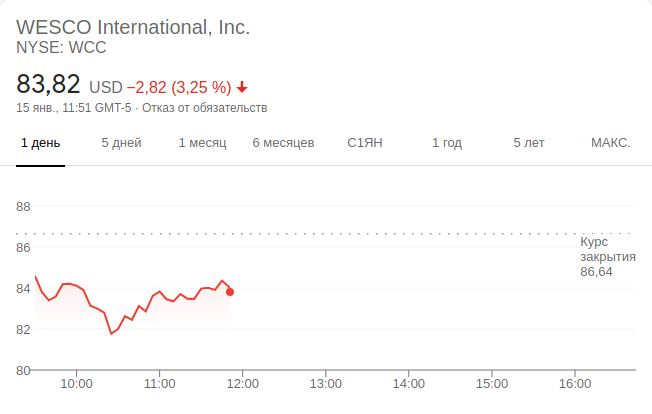 WESCO International, Inc.
NYSE: WCC
83,82 USD −2,82 (3,25 %)
15 янв., 11:51 GMT-5 · Отказ от обязательств
1 день 5 дней 1 месяц 6 месяцев С1ЯН 1 год 5 лет МАКС.
88
86
Курс
закрытия
86,64
84
82
80
10:00 11:00 12:00 13:00 14:00 15:00 16:00